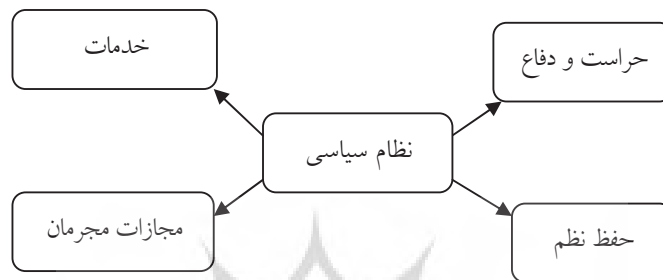 حراست و دفاع
خدمات
نظام سیاسی
حفظ نظم
مجازات مجرمان